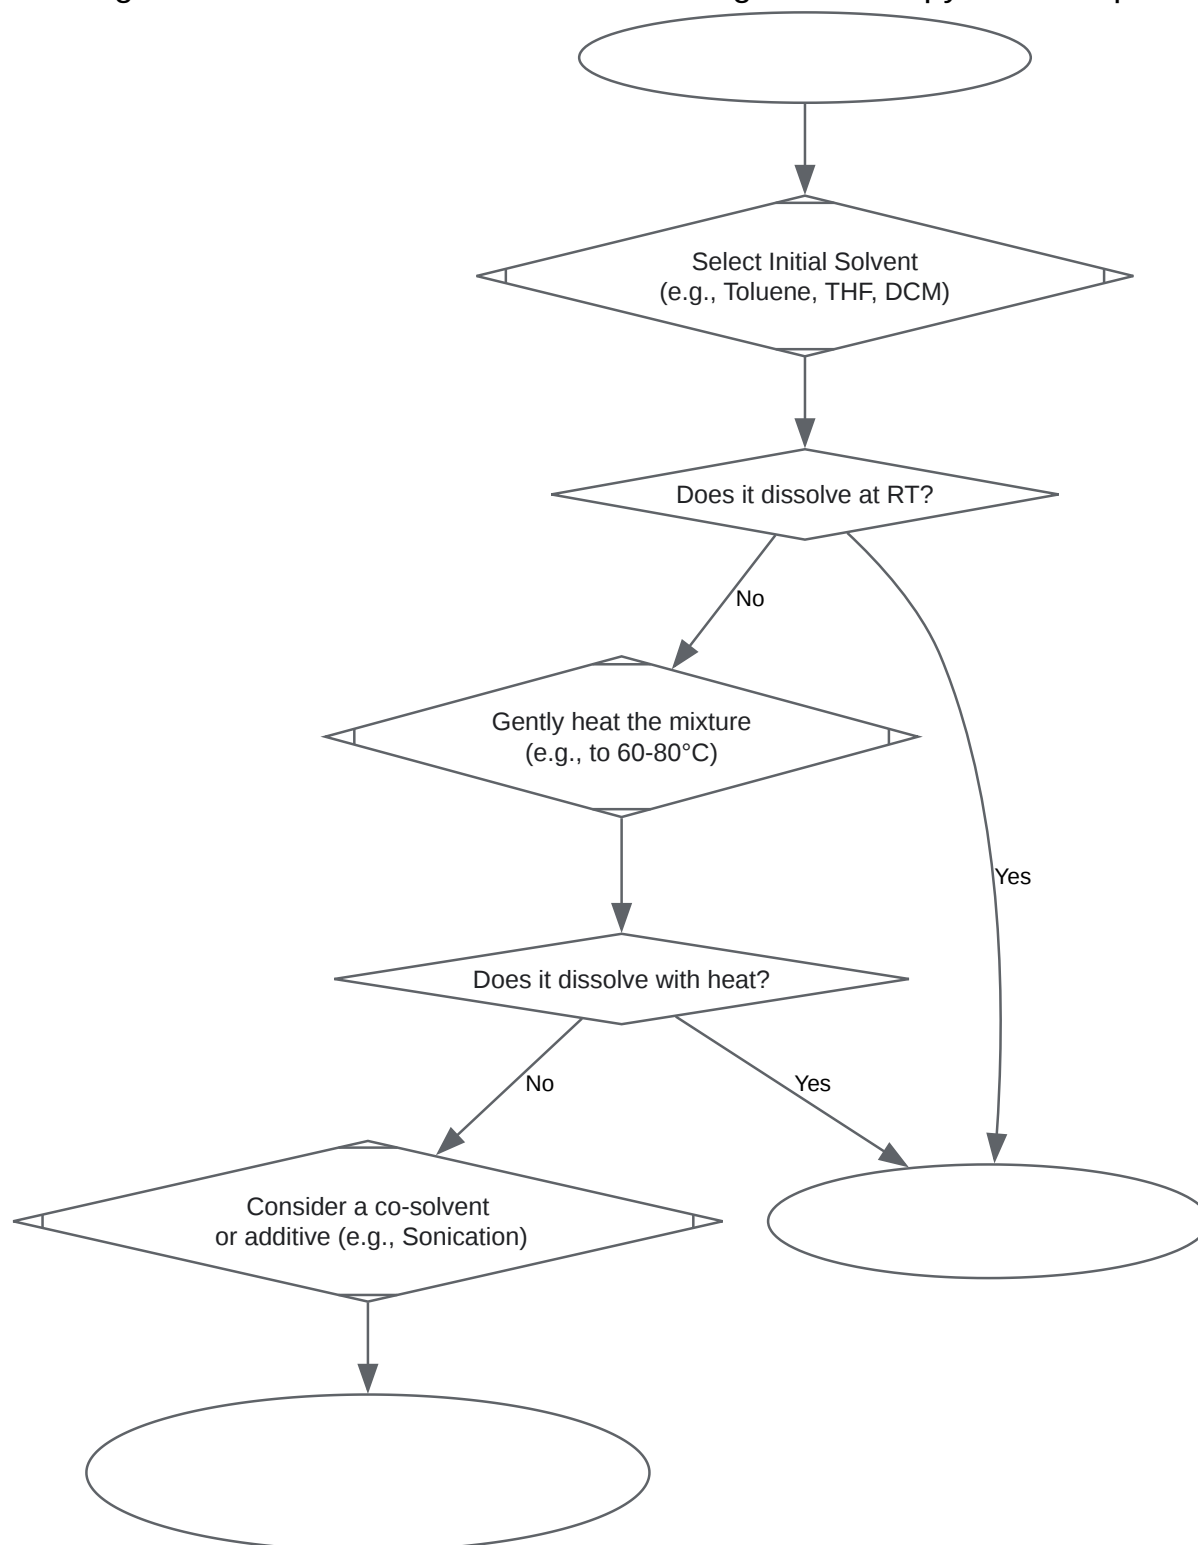 Select Initial Solvent
(e.g., Toluene, THF, DCM)
Does it dissolve at RT?
No
Gently heat the mixture
(e.g., to 60-80°C)
Yes
Does it dissolve with heat?
No
Yes
Consider a co-solvent
or additive (e.g., Sonication)